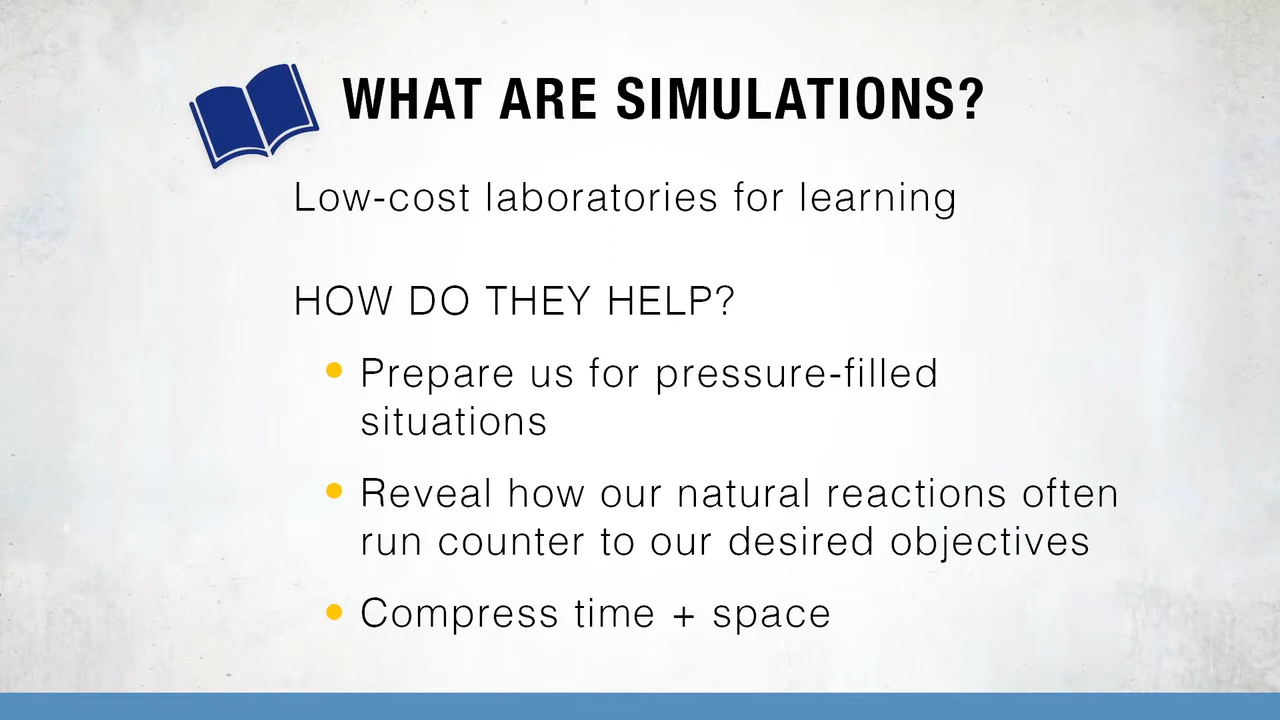 WHAT ARE SIMULATIONS?
Low-cost laboratories for learning
HOW DO THEY HELP?
Prepare us for pressure-filled
situations
Reveal how our natural reactions often
run counter to our desired objectives
Compress time + space